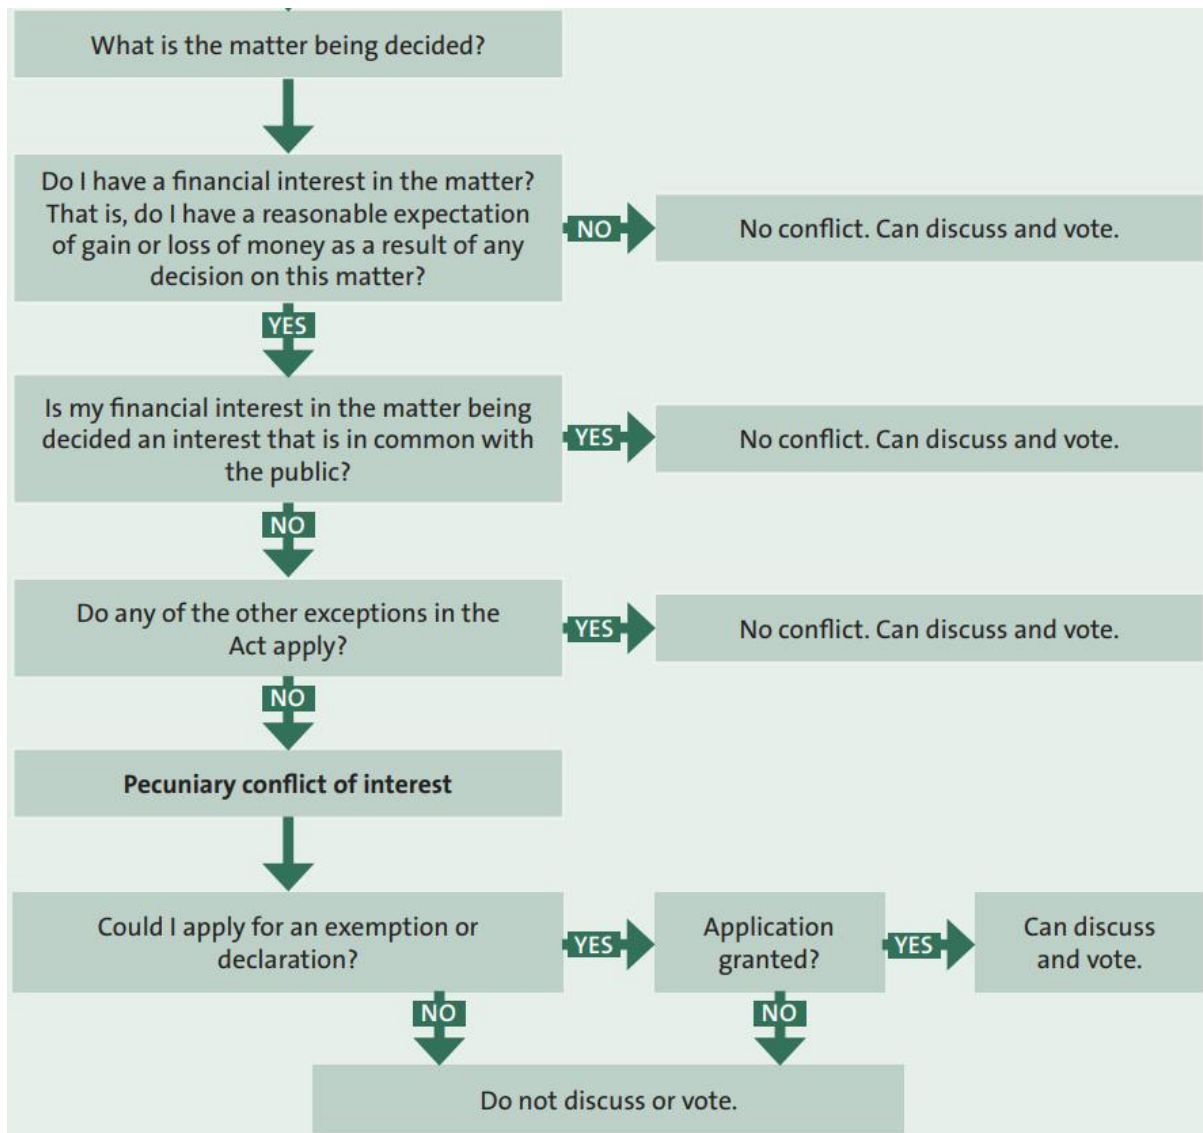 What is the matter being decided?
Do I have a financial interest in the matter?
That is, do I have a reasonable expectation
of gain or loss of money as a result of any
decision on this matter?
NO
No conflict. Can discuss and vote.
YES
Is my financial interest in the matter being
decided an interest that is in common with
the public?
YES
No conflict. Can discuss and vote.
NO
Do any of the other exceptions in the
Act apply?
YES
No conflict. Can discuss and vote.
NO
Pecuniary conflict of interest
Could I apply for an exemption or
declaration?
YES
Application
granted?
YES
Can discuss
and vote.
NO
NO
Do not discuss or vote.